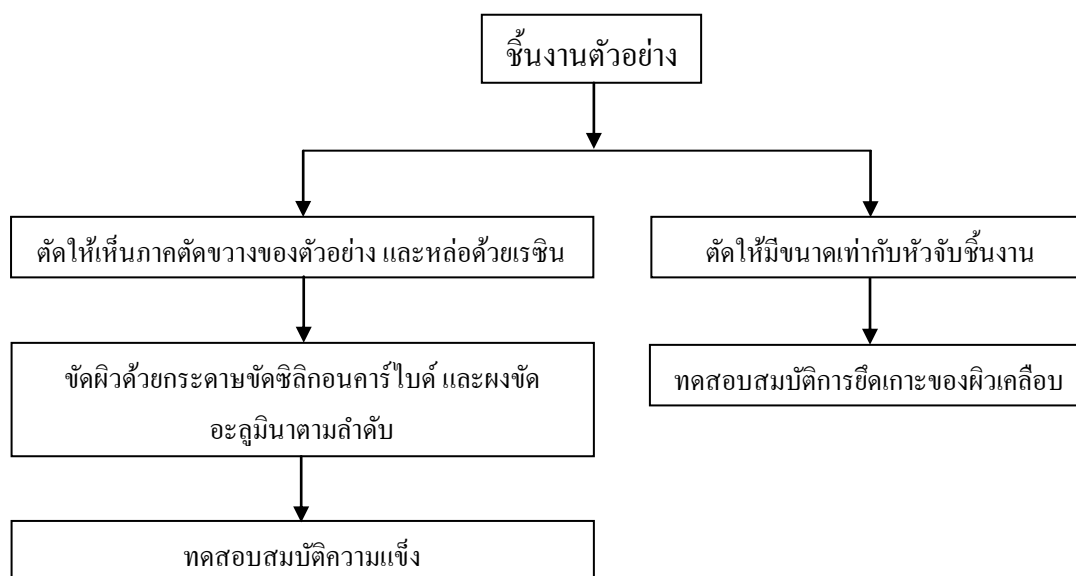 ชิ้นงานตัวอย่าง
ตัดให้เห็นภาคตัดขวางของตัวอย่าง และหล่อด้วยเรซิน
ตัดให้มีขนาดเท่ากับหัวจับชิ้นงาน
ขัดผิวด้วยกระดาษขัดซิลิกอนคาร์ไบด์ และผงขัด
อะลูมินาตามลำดับ
ทดสอบสมบัติการยึดเกาะของผิวเคลือบ
ทดสอบสมบัติความแข็ง